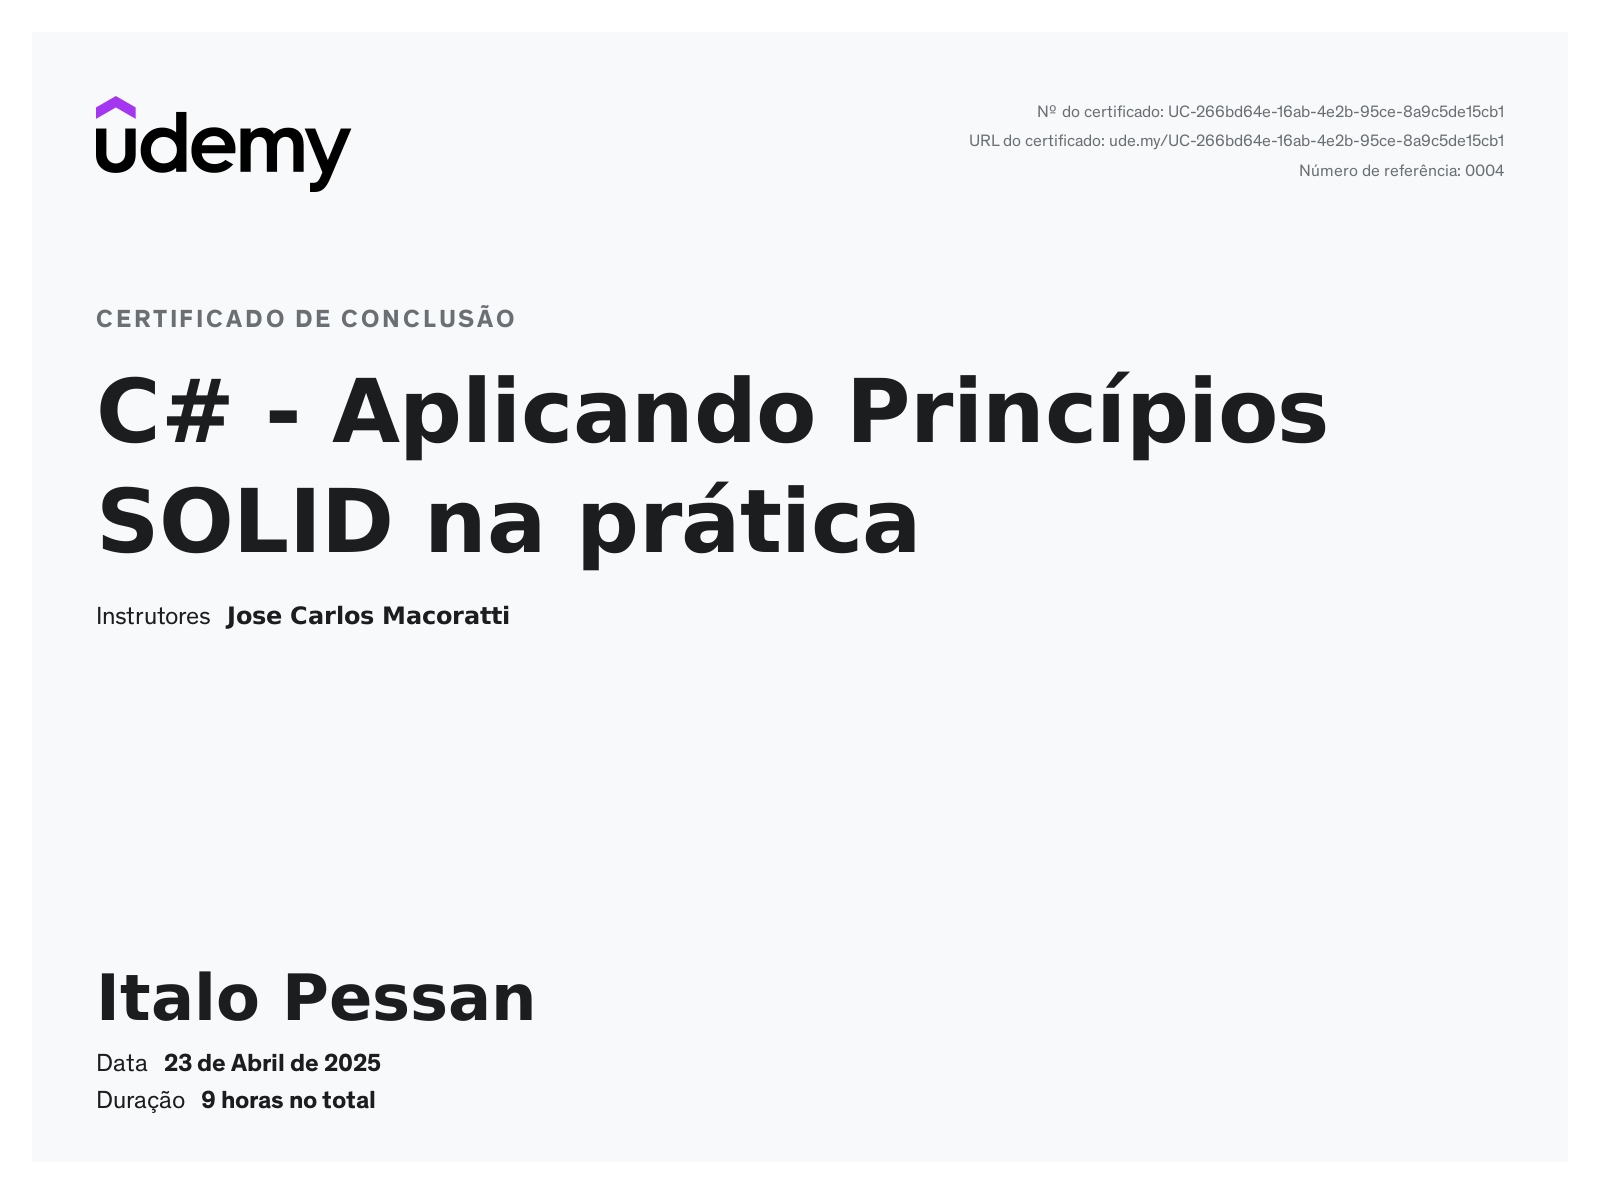 udemy
Nº do certificado: UC-266bd64e-16ab-4e2b-95ce-8a9c5de15cb1
URL do certificado: ude.my/UC-266bd64e-16ab-4e2b-95ce-8a9c5de15cb1
Número de referência: 0004
CERTIFICADO DE CONCLUSÃO
C# - Aplicando Princípios
SOLID na prática
Instrutores Jose Carlos Macoratti
Italo Pessan
Data 23 de Abril de 2025
Duração 9 horas no total